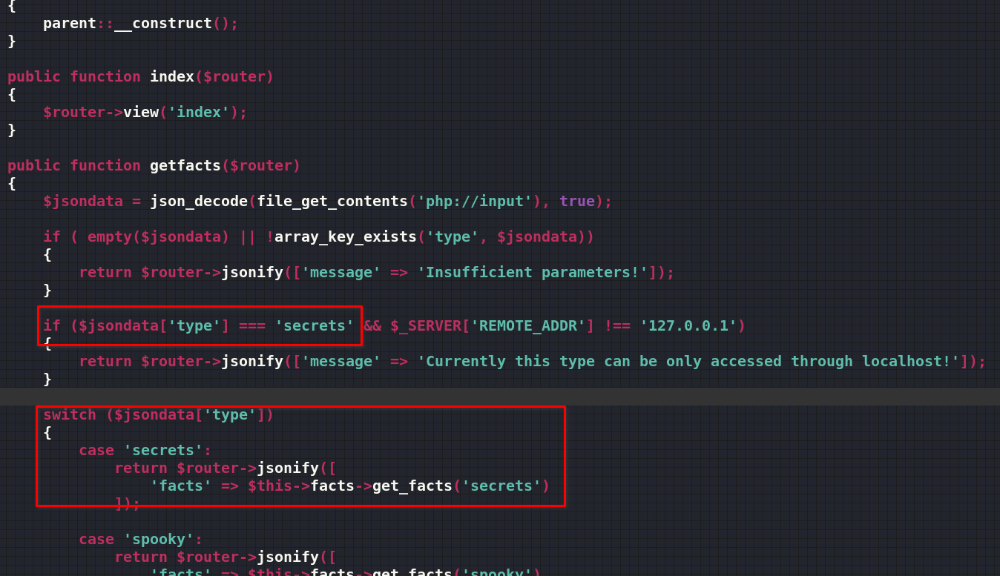 {
    parent::__construct();
}

public function index($router)
{
    $router->view('index');
}

public function getfacts($router)
{
    $jsondata = json_decode(file_get_contents('php://input'), true);

    if ( empty($jsondata) || !array_key_exists('type', $jsondata))
    {
        return $router->jsonify(['message' => 'Insufficient parameters!']);
    }

    if ($jsondata['type'] === 'secrets' && $_SERVER['REMOTE_ADDR'] !== '127.0.0.1')
    {
        return $router->jsonify(['message' => 'Currently this type can be only accessed through localhost!']);
    }

    switch ($jsondata['type'])
    {
        case 'secrets':
            return $router->jsonify([
                'facts' => $this->facts->get_facts('secrets')
            ]);

        case 'spooky':
            return $router->jsonify([
                'facts' => $this->facts->get_facts('spooky')